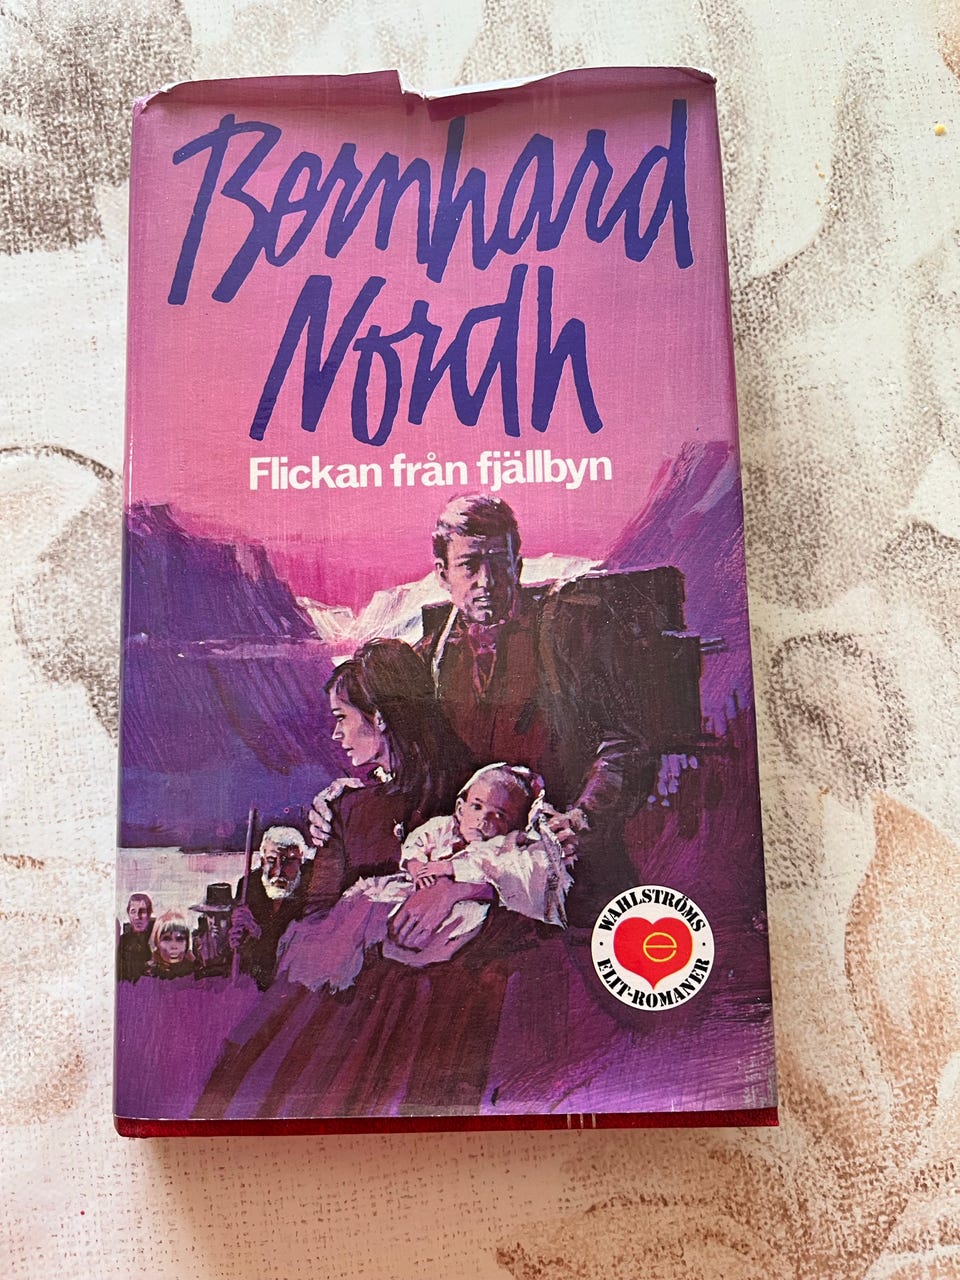 Bernhard
Nordh
Flickan från fjällbyn
WAHLSTRÖMS
e
ELIT-ROMANER